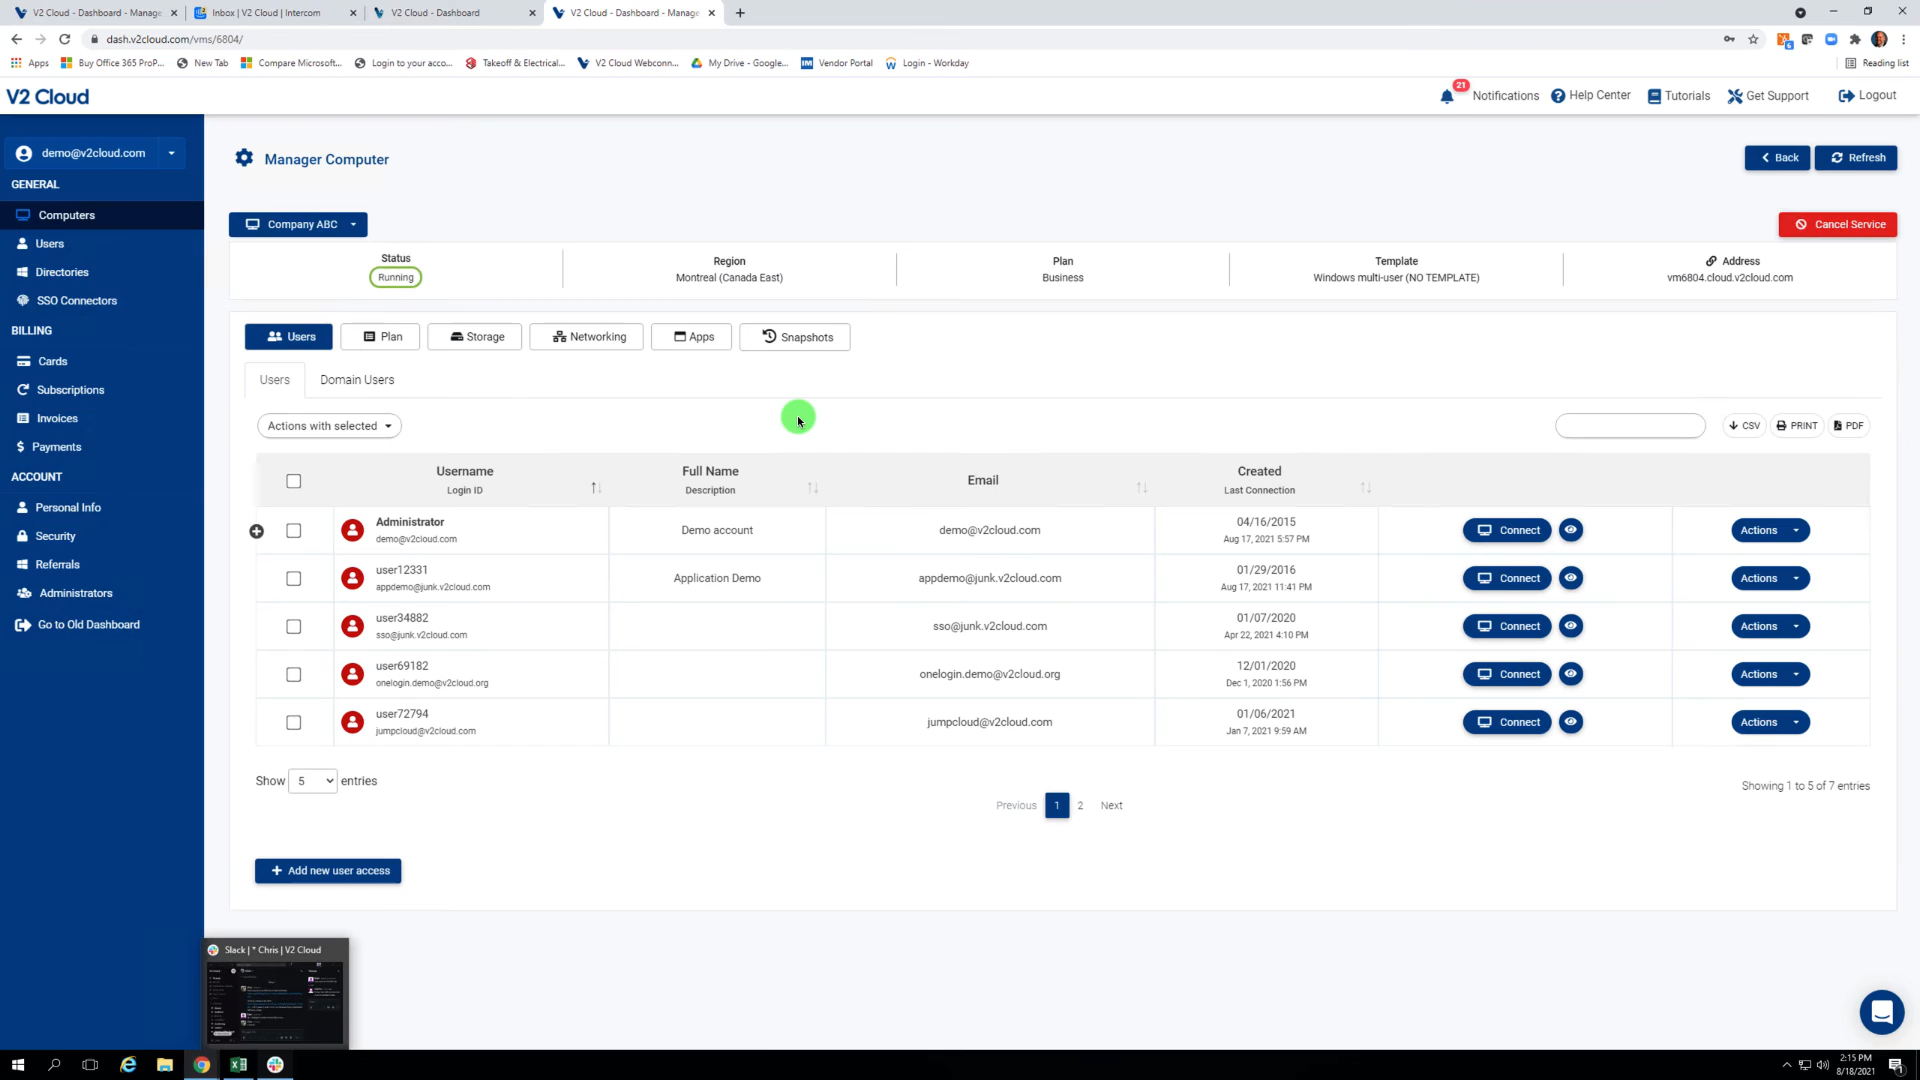 V2 Cloud - Dashboard - Manage
Inbox | V2 Cloud | Intercom
V2 Cloud - Dashboard
V2 Cloud - Dashboard - Manage
dash.v2cloud.com/vms/6804/
Apps
Buy Office 365 ProP...
New Tab
Compare Microsoft...
Login to your acco...
Takeoff & Electrical...
V2 Cloud Webconn...
My Drive - Google...
Vendor Portal
Login - Workday
Reading list
V2 Cloud
21
Notifications
Help Center
Tutorials
Get Support
Logout
demo@v2cloud.com
GENERAL
Computers
Users
Directories
SSO Connectors
BILLING
Cards
Subscriptions
Invoices
Payments
ACCOUNT
Personal Info
Security
Referrals
Administrators
Go to Old Dashboard
Manager Computer
Back
Refresh
Company ABC
Cancel Service
Status
Running
Region
Montreal (Canada East)
Plan
Business
Template
Windows multi-user (NO TEMPLATE)
Address
vm6804.cloud.v2cloud.com
Users
Plan
Storage
Networking
Apps
Snapshots
Users
Domain Users
Actions with selected
CSV
PRINT
PDF
Username
Login ID
Full Name
Description
Email
Created
Last Connection
Administrator
demo@v2cloud.com
Demo account
demo@v2cloud.com
04/16/2015
Aug 17, 2021 5:57 PM
Connect
Actions
user12331
appdemo@junk.v2cloud.com
Application Demo
appdemo@junk.v2cloud.com
01/29/2016
Aug 17, 2021 11:41 PM
Connect
Actions
user34882
sso@junk.v2cloud.com
sso@junk.v2cloud.com
01/07/2020
Apr 22, 2021 4:10 PM
Connect
Actions
user69182
onelogin.demo@v2cloud.org
onelogin.demo@v2cloud.org
12/01/2020
Dec 1, 2020 1:56 PM
Connect
Actions
user72794
jumpcloud@v2cloud.com
jumpcloud@v2cloud.com
01/06/2021
Jan 7, 2021 9:59 AM
Connect
Actions
Show 5 entries
Showing 1 to 5 of 7 entries
Previous 1 2 Next
Add new user access
Slack | * Chris | V2 Cloud
2:15 PM
8/18/2021